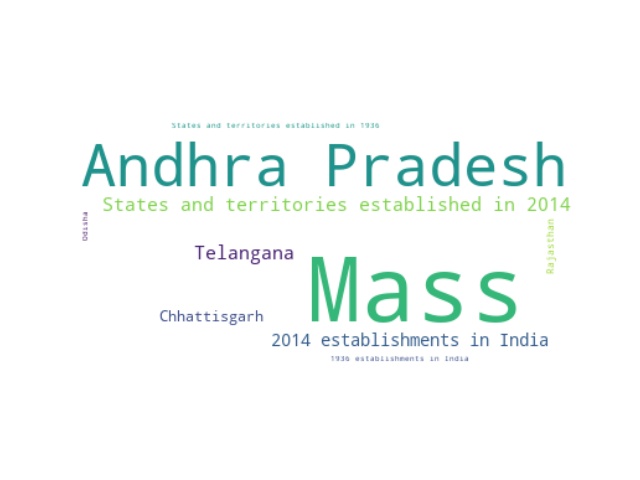 States and territories established in 1936
Andhra Pradesh
States and territories established in 2014
Odisha
Rajasthan
Telangana
Mass
Chhattisgarh
2014 establishments in India
1936 establishments in India